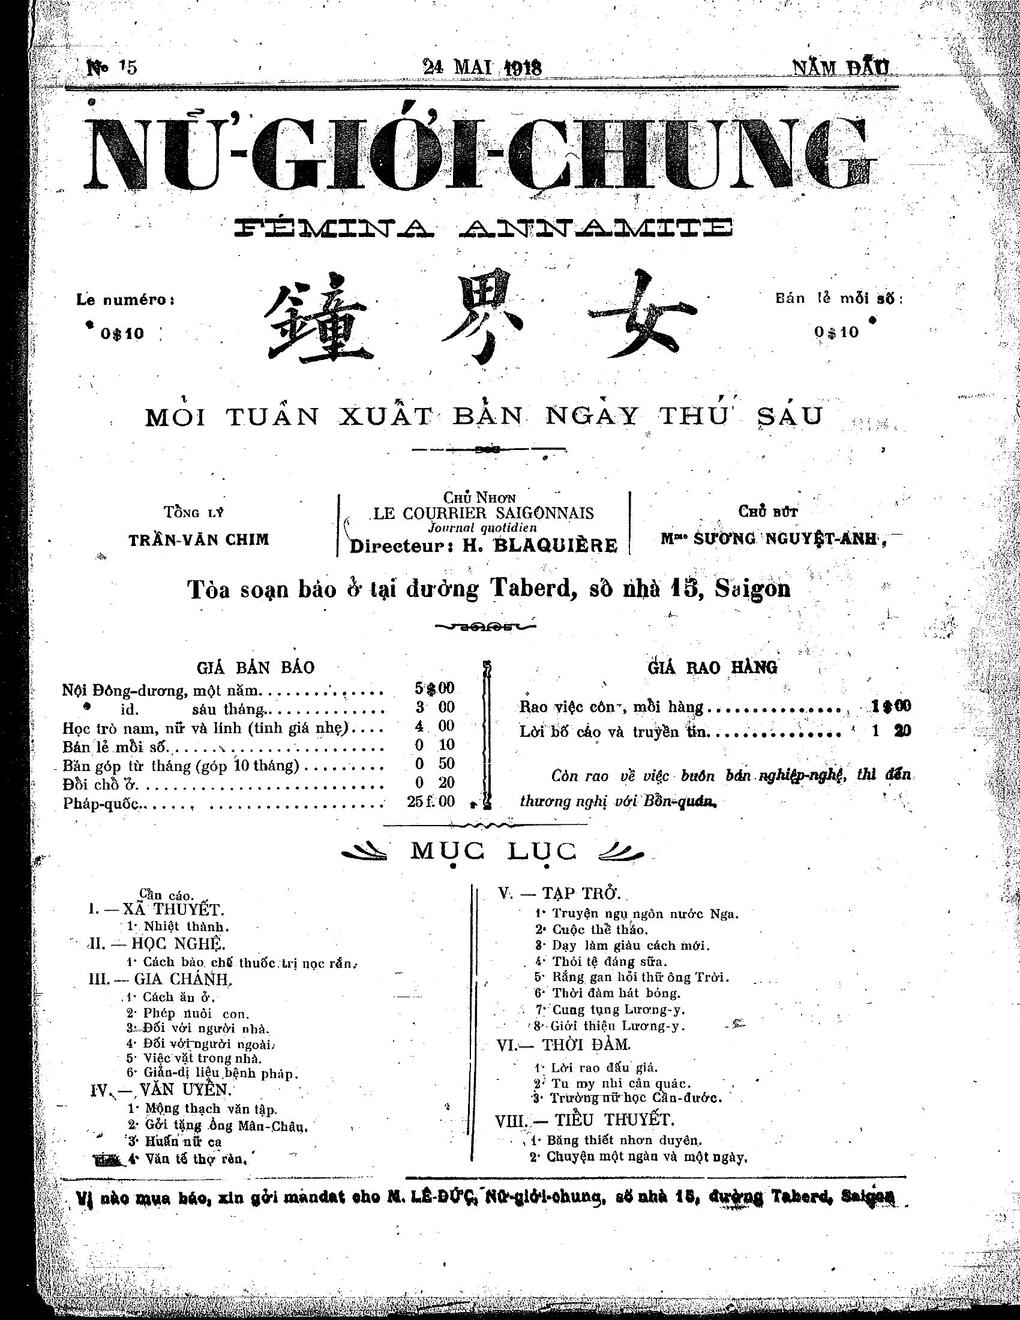 No 15
24 MAI 1918
NĂM ĐẦU
NỮ-GIỚI-CHUNG
FÉMINA ANNAMITE
Le numéro:
0$10
鐘 界 女
Bán lẻ mỗi số:
0$10
MỖI TUẦN XUẤT BẢN NGÀY THỨ SÁU
TỔNG LÝ
TRẦN-VĂN CHIM
CHỦ NHƠN
LE COURRIER SAIGONNAIS
Journal quotidien
Directeur: H. BLAQUIÈRE
CHỦ BÚT
Mme SƯƠNG NGUYỆT-ANH
Tòa soạn báo ở tại đường Taberd, số nhà 15, Saigon
GIÁ BÁN BÁO
Nội Đông-dương, một năm.............. 5$00
id. sáu tháng.............. 3 00
Học trò nam, nữ và lính (tính giá nhẹ).... 4 00
Bán lẻ mỗi số........................ 0 10
Bán góp từ tháng (góp 10 tháng)......... 0 50
Đổi chỗ ở........................... 0 20
Pháp-quốc........................... 25f.00
GIÁ RAO HÀNG
Rao việc công, mỗi hàng............... 1$00
Lời bố cáo và truyền tin............... 1 20
Còn rao về việc buôn bán nghiệp-nghệ, thì đến
thương nghị với Bổn-quán.
MỤC LỤC
Cẩn cáo.
I. — XÃ THUYẾT.
1· Nhiệt thành.
II. — HỌC NGHỆ.
1· Cách bào chế thuốc trị nọc rắn.
III. — GIA CHÁNH.
1· Cách ăn ở.
2· Phép nuôi con.
3· Đối với người nhà.
4· Đối với người ngoài.
5· Việc vặt trong nhà.
6· Giản-dị liệu bệnh pháp.
IV. — VĂN UYỂN.
1· Mộng thạch văn tập.
2· Gởi tặng ông Mân-Châu.
3· Huấn nữ ca
4· Văn tế thợ rèn.
V. — TẠP TRỞ.
1· Truyện ngụ ngôn nước Nga.
2· Cuộc thể tháo.
3· Dạy làm giàu cách mới.
4· Thói tệ đáng sửa.
5· Rắng gan hỏi thử ông Trời.
6· Thời đàm hát bóng.
7· Cung tụng Lương-y.
8· Giới thiệu Lương-y.
VI. — THỜI ĐÀM.
1· Lời rao đấu giá.
2· Tu my nhi cân quắc.
3· Trường nữ học Cần-đước.
VIII. — TIỂU THUYẾT.
1· Băng thiết nhơn duyên.
2· Chuyện một ngàn và một ngày.
Vị nào mua báo, xin gởi mandat cho M. LÊ-ĐỨC, Nữ-giới-chung, số nhà 15, đường Taberd, Saigon